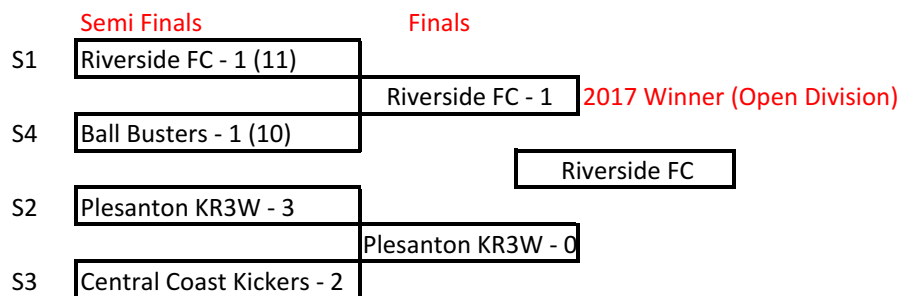 Semi Finals Finals
S1 Riverside FC - 1 (11)
Riverside FC - 1 2017 Winner (Open Division)
S4 Ball Busters - 1 (10)
Riverside FC
S2 Plesanton KR3W - 3
Plesanton KR3W - 0
S3 Central Coast Kickers - 2